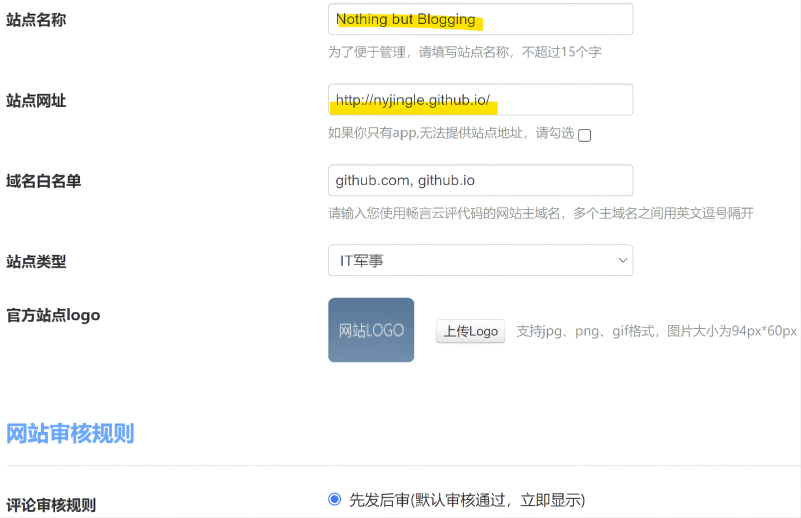 站点名称 Nothing but Blogging
为了便于管理，请填写站点名称，不超过15个字
站点网址 http://nyjingle.github.io/
如果你只有app,无法提供站点地址，请勾选
域名白名单 github.com, github.io
请输入您使用畅言云评代码的网站主域名，多个主域名之间用英文逗号隔开
站点类型 IT军事
官方站点logo 网站LOGO 上传Logo 支持jpg、png、gif格式，图片大小为94px*60px
网站审核规则
评论审核规则 先发后审(默认审核通过，立即显示)